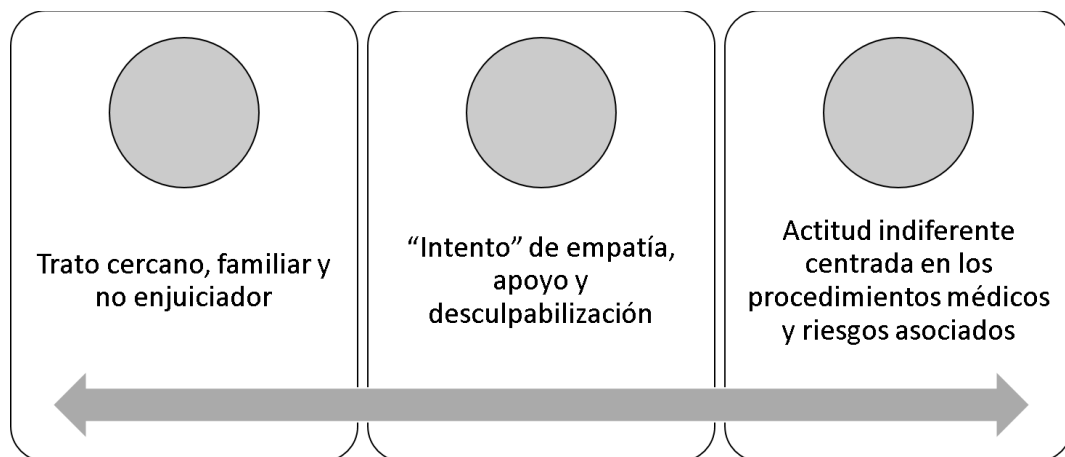 Trato cercano, familiar y
no enjuiciador
“Intento” de empatía,
apoyo y
desculpabilización
Actitud indiferente
centrada en los
procedimientos médicos
y riesgos asociados